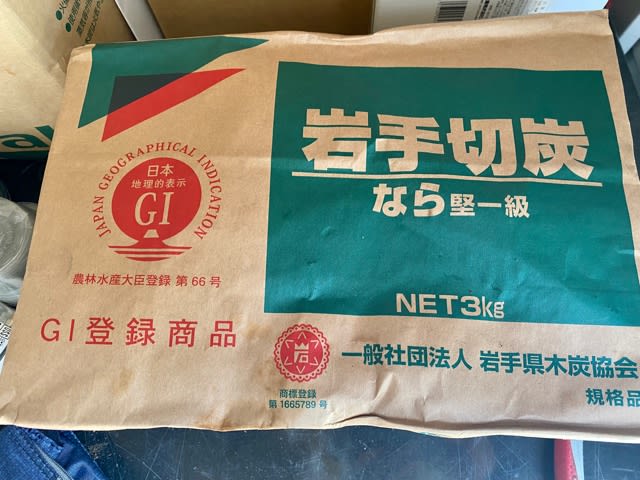 岩手切炭
なら堅一級
NET3kg
JAPAN GEOGRAPHICAL INDICATION
日本
地理的表示
GI
農林水産大臣登録 第66号
GI登録商品
岩
商標登録
第1665789号
一般社団法人 岩手県木炭協会
規格品